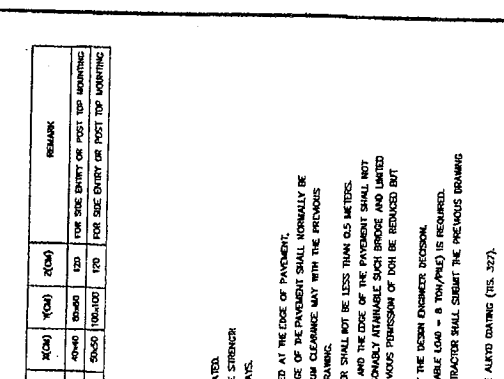 X(CM) Y(CM) Z(CM) REMARK
40x40 80x80 120 FOR SIDE ENTRY OR POST TOP MOUNTING
50x50 100x100 120 FOR SIDE ENTRY OR POST TOP MOUNTING
ATED.
E STRENGTH
AYS.
ED AT THE EDGE OF PAVEMENT.
GE OF THE PAVEMENT SHALL NORMALLY BE
UM CLEARANCE MAY WITH THE PREVIOUS
RAWING.
R SHALL NOT BE LESS THAN 0.5 METERS.
AND THE EDGE OF THE PAVEMENT SHALL NOT
ONABLY ATTAINABLE SUCH BRIDGE AND LIMITED
VIOUS PERMISSION OF DOH BE REDUCED BUT
THE DESIGN ENGINEER DECISION.
ABLE LOAD = 8 TON/PILE) IS REQUIRED.
TRACTOR SHALL SUBMIT THE PREVIOUS DRAWING
ALKYD COATING (TIS. 327).